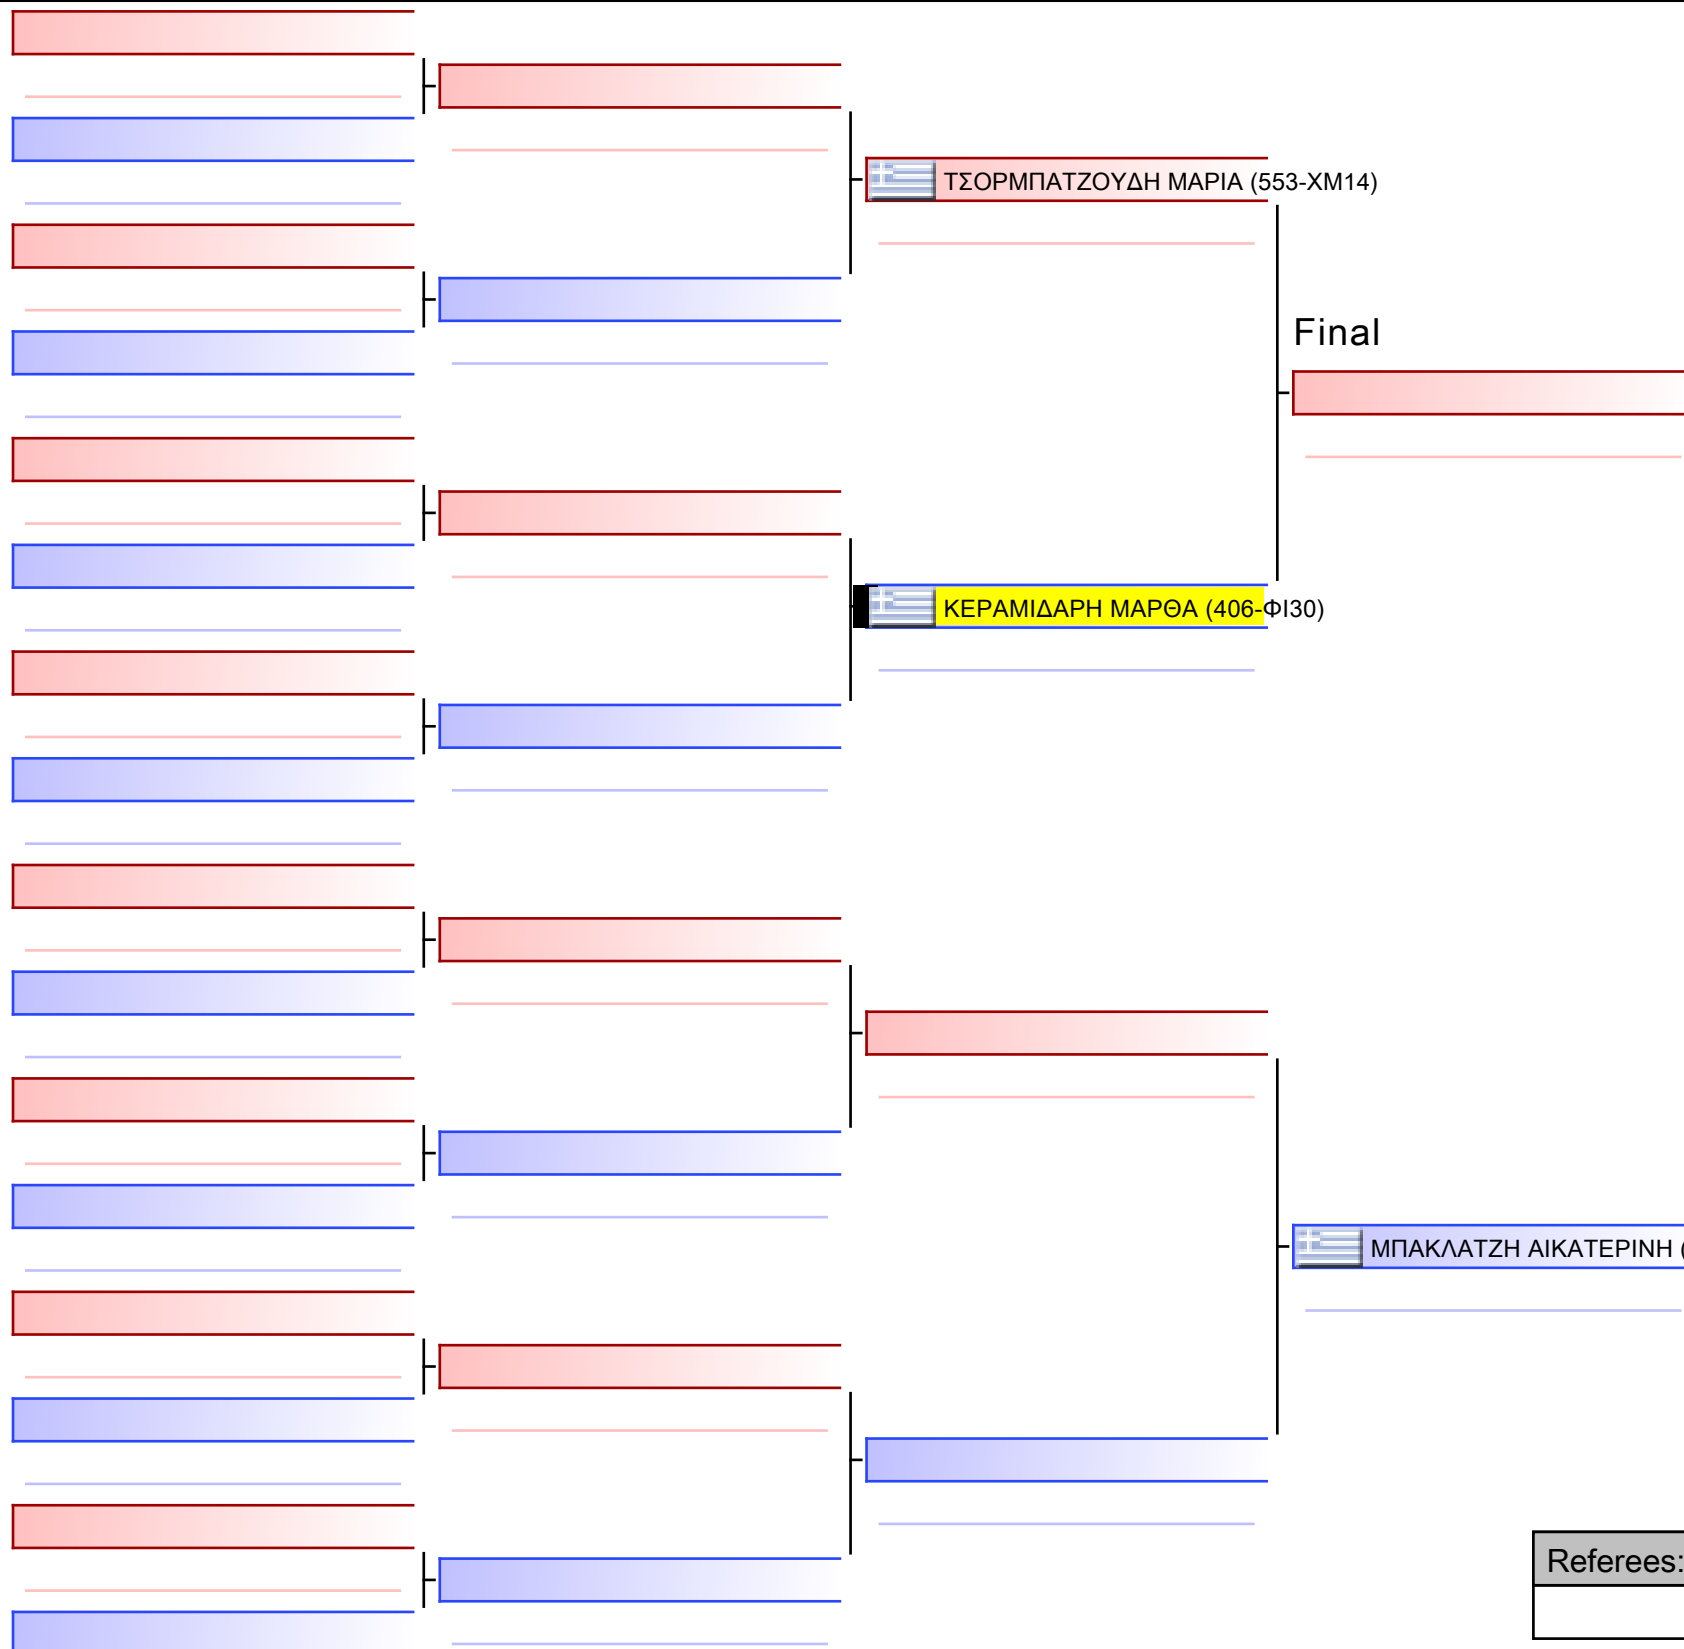 ΤΣΟΡΜΠΑΤΖΟΥΔΗ ΜΑΡΙΑ (553-ΧΜ14)
Final
ΚΕΡΑΜΙΔΑΡΗ ΜΑΡΘΑ (406-ΦΙ30)
ΜΠΑΚΛΑΤΖΗ ΑΙΚΑΤΕΡΙΝΗ (
Referees: